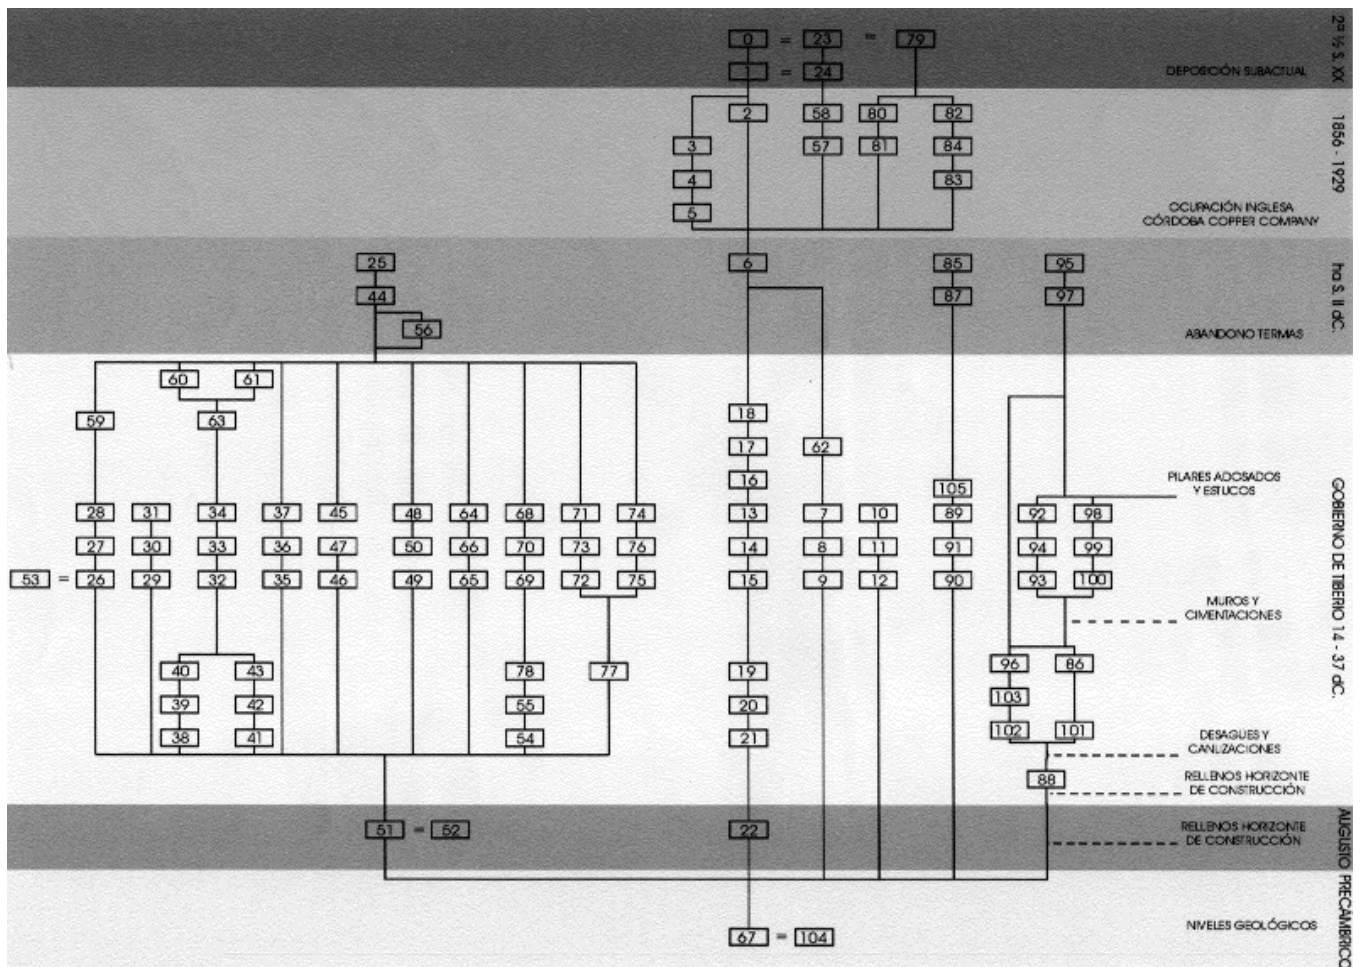 0 = 23 = 79
2ª ½ S. XX
1 = 24
DEPOSICIÓN SUBACTUAL
2 58 80 82
1856 - 1929
3 57 81 84
4 83
5
OCUPACIÓN INGLESA
CÓRDOBA COPPER COMPANY
25 6 85 95
ha S. II dC.
44 87 97
56
ABANDONO TERMAS
60 61
59 63 18
17 62
16
PILARES ADOSADOS
Y ESTUCOS
105
28 31 34 37 45 48 64 68 71 74 13 7 10 89 92 98
GOBIERNO DE TIBERIO 14 - 37 dC.
27 30 33 36 47 50 66 70 73 76 14 8 11 91 94 99
53 = 26 29 32 35 46 49 65 69 72 75 15 9 12 90 93 100
MUROS Y
CIMENTACIONES
40 43 78 77 19 96 86
39 42 55 20 103
38 41 54 21 102 101
DESAGUES Y
CANLIZACIONES
88
RELLENOS HORIZONTE
DE CONSTRUCCIÓN
51 = 52 22
RELLENOS HORIZONTE
DE CONSTRUCCIÓN
AUGUSTO PRECAMBRICO
NIVELES GEOLÓGICOS
67 = 104